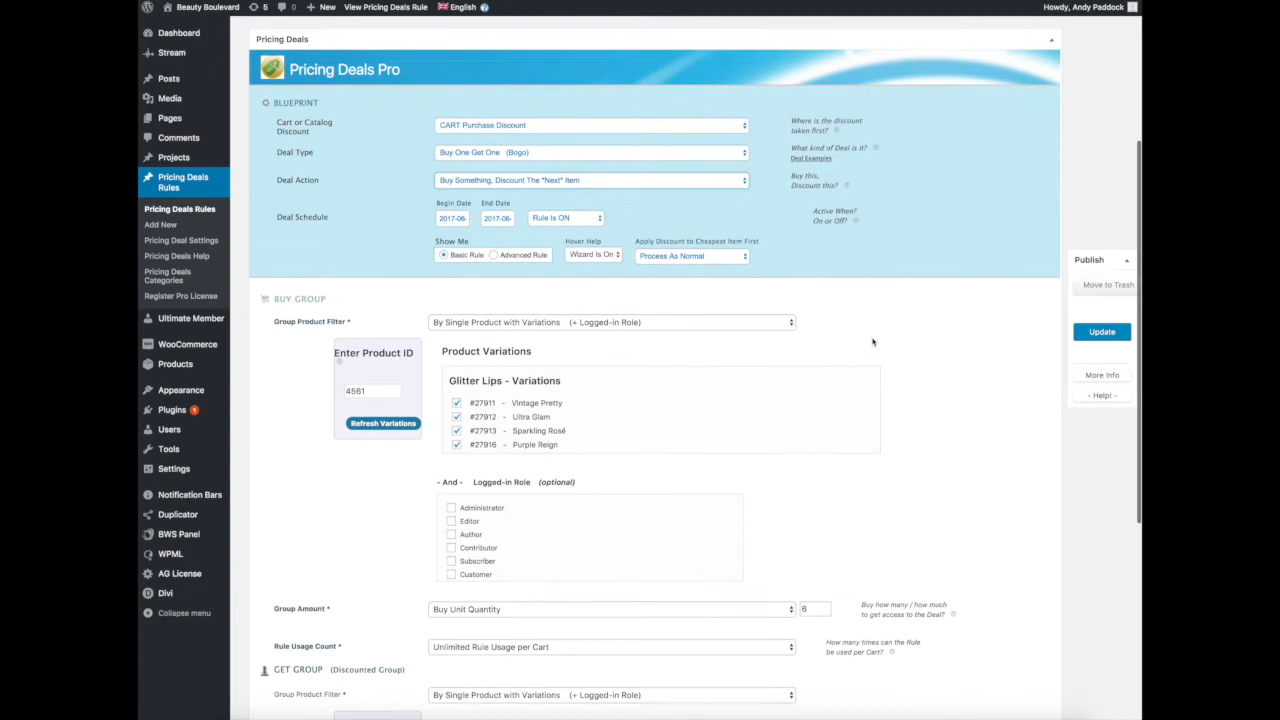 Beauty Boulevard 5 0 + New View Pricing Deals Rule English Howdy, Andy Paddock
Dashboard
Stream
Posts
Media
Pages
Comments
Projects
Pricing Deals
Rules
Pricing Deals Rules
Add New
Pricing Deal Settings
Pricing Deals Help
Pricing Deals
Categories
Register Pro License
Ultimate Member
WooCommerce
Products
Appearance
Plugins 1
Users
Tools
Settings
Notification Bars
Duplicator
BWS Panel
WPML
AG License
Divi
Collapse menu
Pricing Deals
Pricing Deals Pro
BLUEPRINT
Cart or Catalog
Discount
CART Purchase Discount
Where is the discount
taken first?
Deal Type
Buy One Get One (Bogo)
What kind of Deal is it?
Deal Examples
Deal Action
Buy Something, Discount The *Next* Item
Buy this,
Discount this?
Begin Date End Date
Deal Schedule
2017-06- 2017-06- Rule Is ON
Active When?
On or Off?
Show Me Hover Help Apply Discount to Cheapest Item First
Basic Rule Advanced Rule Wizard Is On Process As Normal
BUY GROUP
Group Product Filter *
By Single Product with Variations (+ Logged-in Role)
Enter Product ID
4561
Refresh Variations
Product Variations
Glitter Lips - Variations
#27911 - Vintage Pretty
#27912 - Ultra Glam
#27913 - Sparkling Rosé
#27916 - Purple Reign
- And - Logged-in Role (optional)
Administrator
Editor
Author
Contributor
Subscriber
Customer
Group Amount *
Buy Unit Quantity 6
Buy how many / how much
to get access to the Deal?
Rule Usage Count *
Unlimited Rule Usage per Cart
How many times can the Rule
be used per Cart?
GET GROUP (Discounted Group)
Group Product Filter *
By Single Product with Variations (+ Logged-in Role)
Publish
Move to Trash
Update
More Info
- Help! -